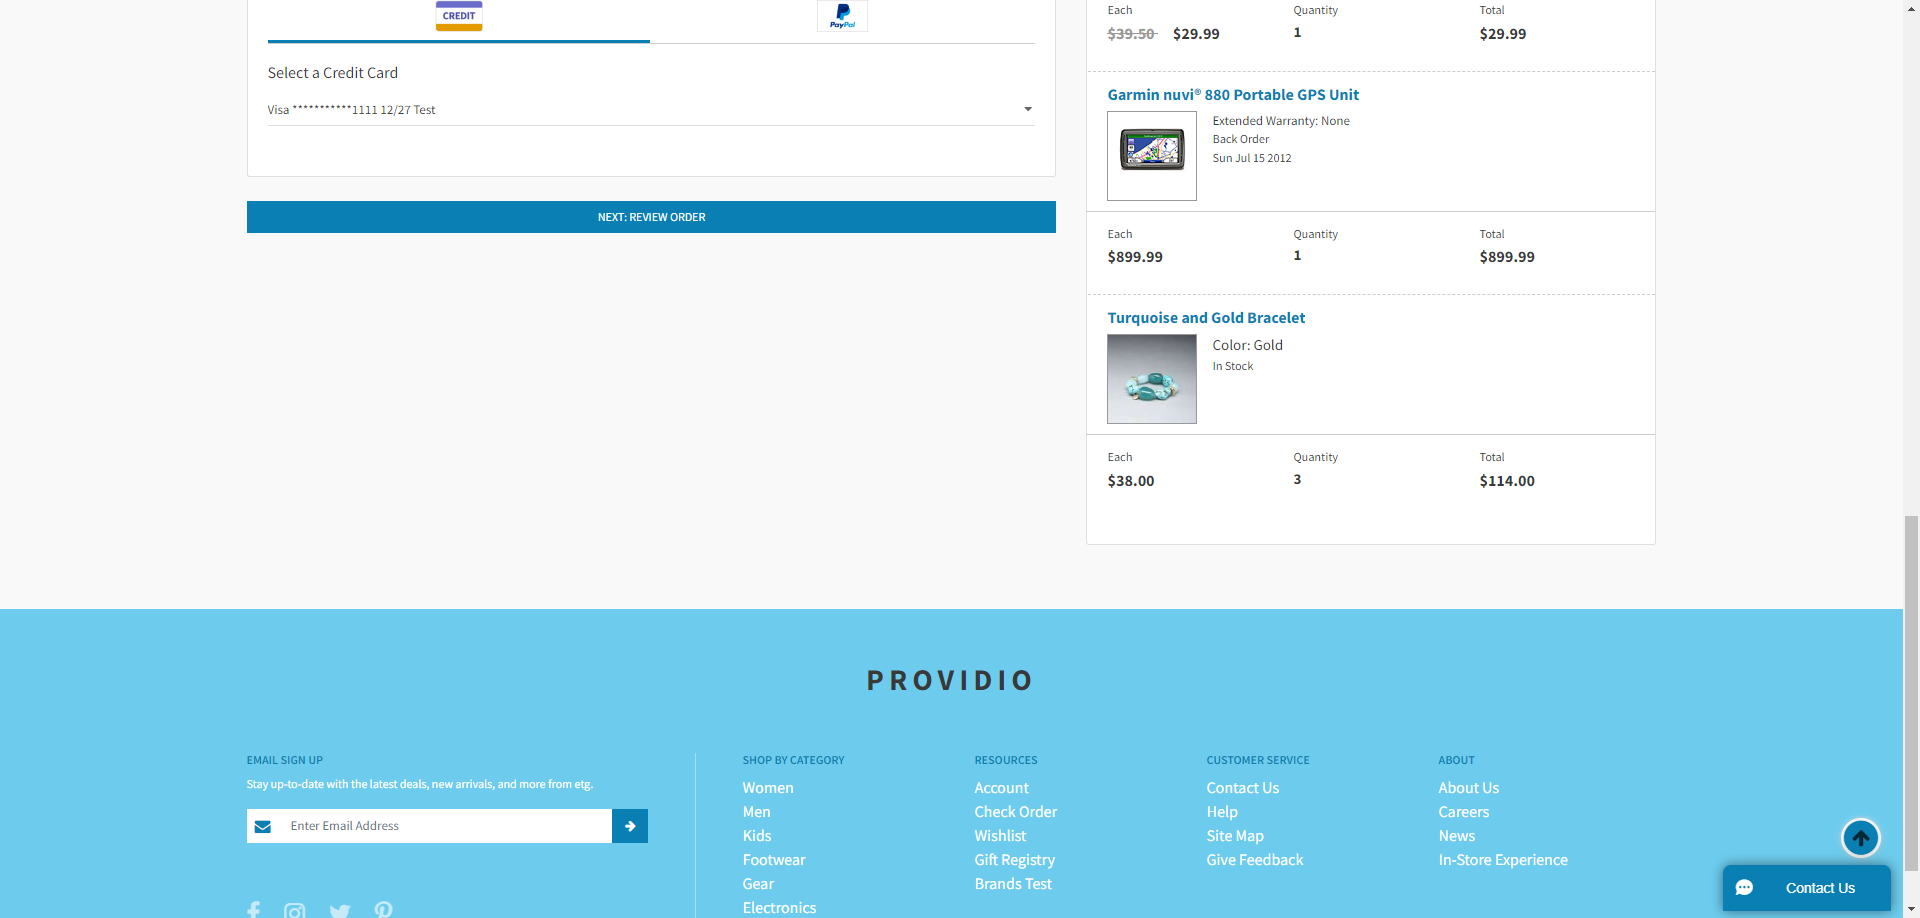 CREDIT
PayPal
Select a Credit Card
Visa ***********1111 12/27 Test
NEXT: REVIEW ORDER
Each Quantity Total
$39.50 $29.99 1 $29.99
Garmin nuvi® 880 Portable GPS Unit
Extended Warranty: None
Back Order
Sun Jul 15 2012
Each Quantity Total
$899.99 1 $899.99
Turquoise and Gold Bracelet
Color: Gold
In Stock
Each Quantity Total
$38.00 3 $114.00
PROVIDIO
EMAIL SIGN UP
Stay up-to-date with the latest deals, new arrivals, and more from etg.
Enter Email Address
SHOP BY CATEGORY
Women
Men
Kids
Footwear
Gear
Electronics
RESOURCES
Account
Check Order
Wishlist
Gift Registry
Brands Test
CUSTOMER SERVICE
Contact Us
Help
Site Map
Give Feedback
ABOUT
About Us
Careers
News
In-Store Experience
Contact Us